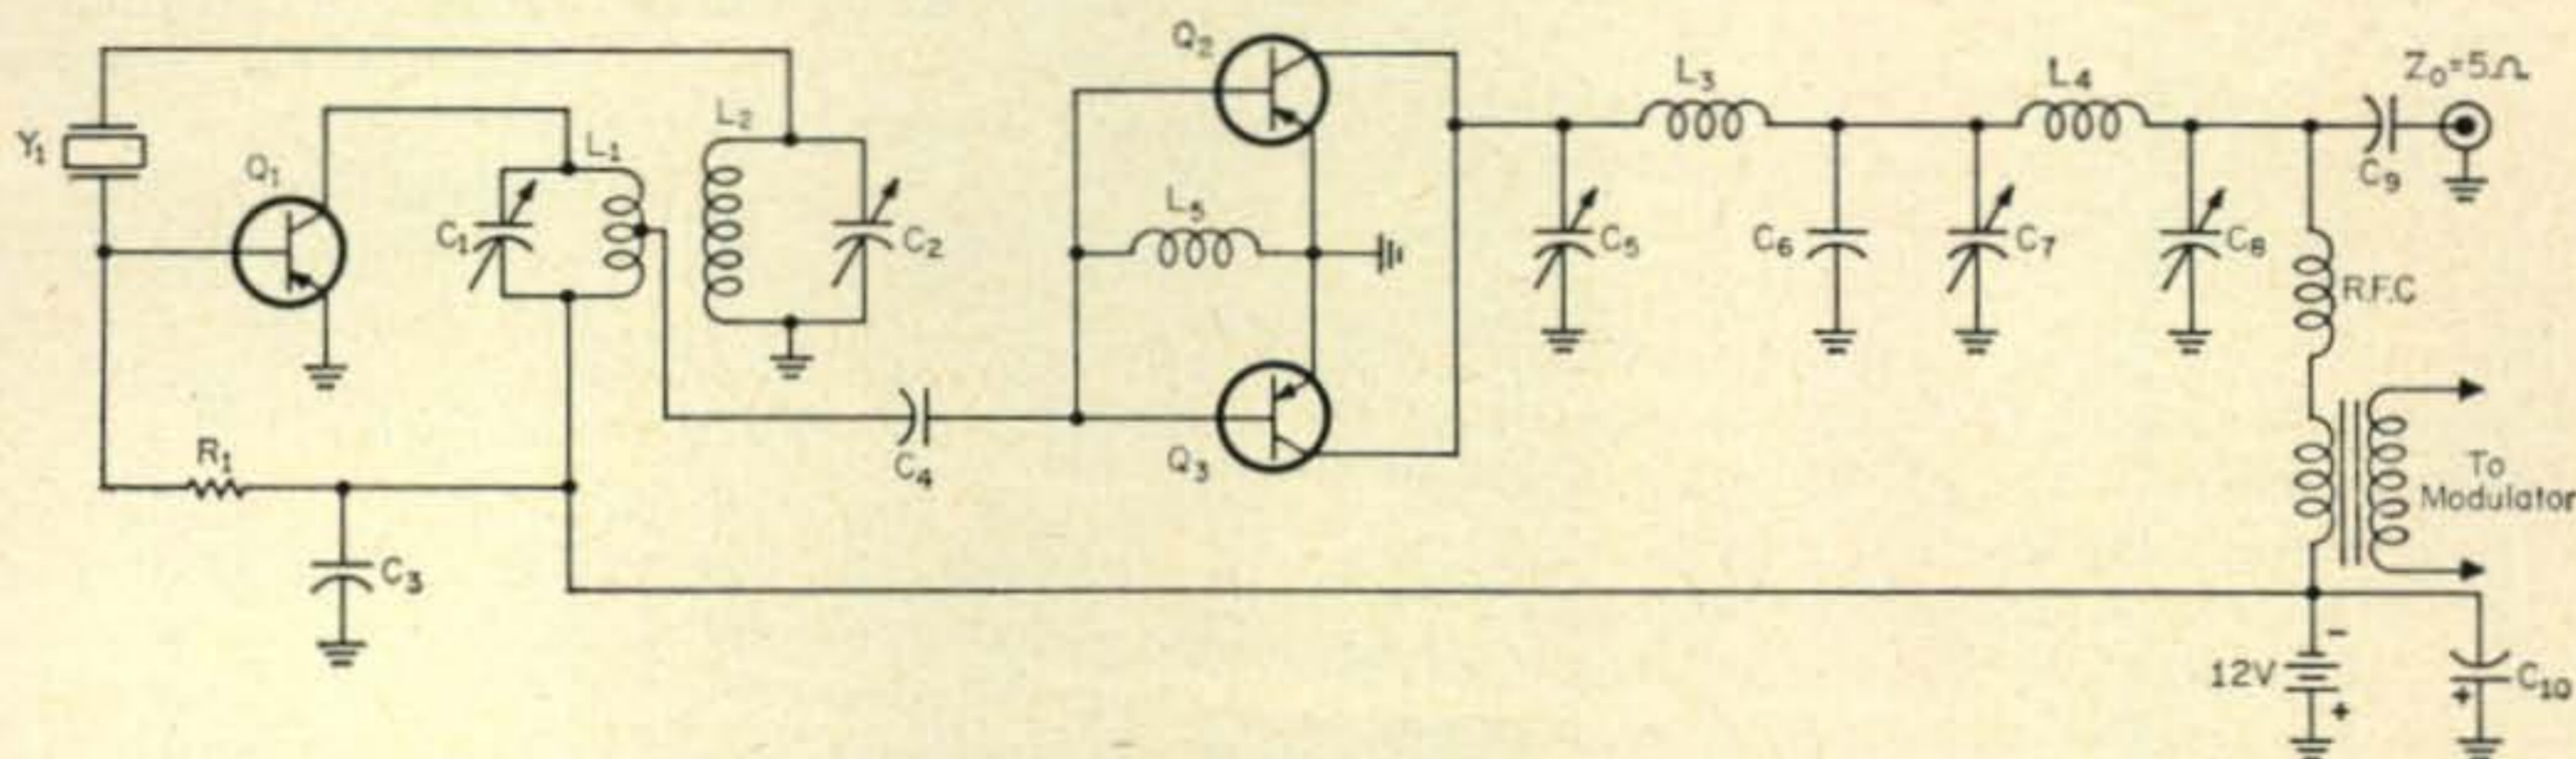 Y1
Q1
C1
L1
L2
C2
R1
C3
C4
Q2
L5
Q3
C5
L3
C6
C7
L4
C8
Z0=5Ω
C9
R.F.C
To
Modulator
12V
-
+
+
C10